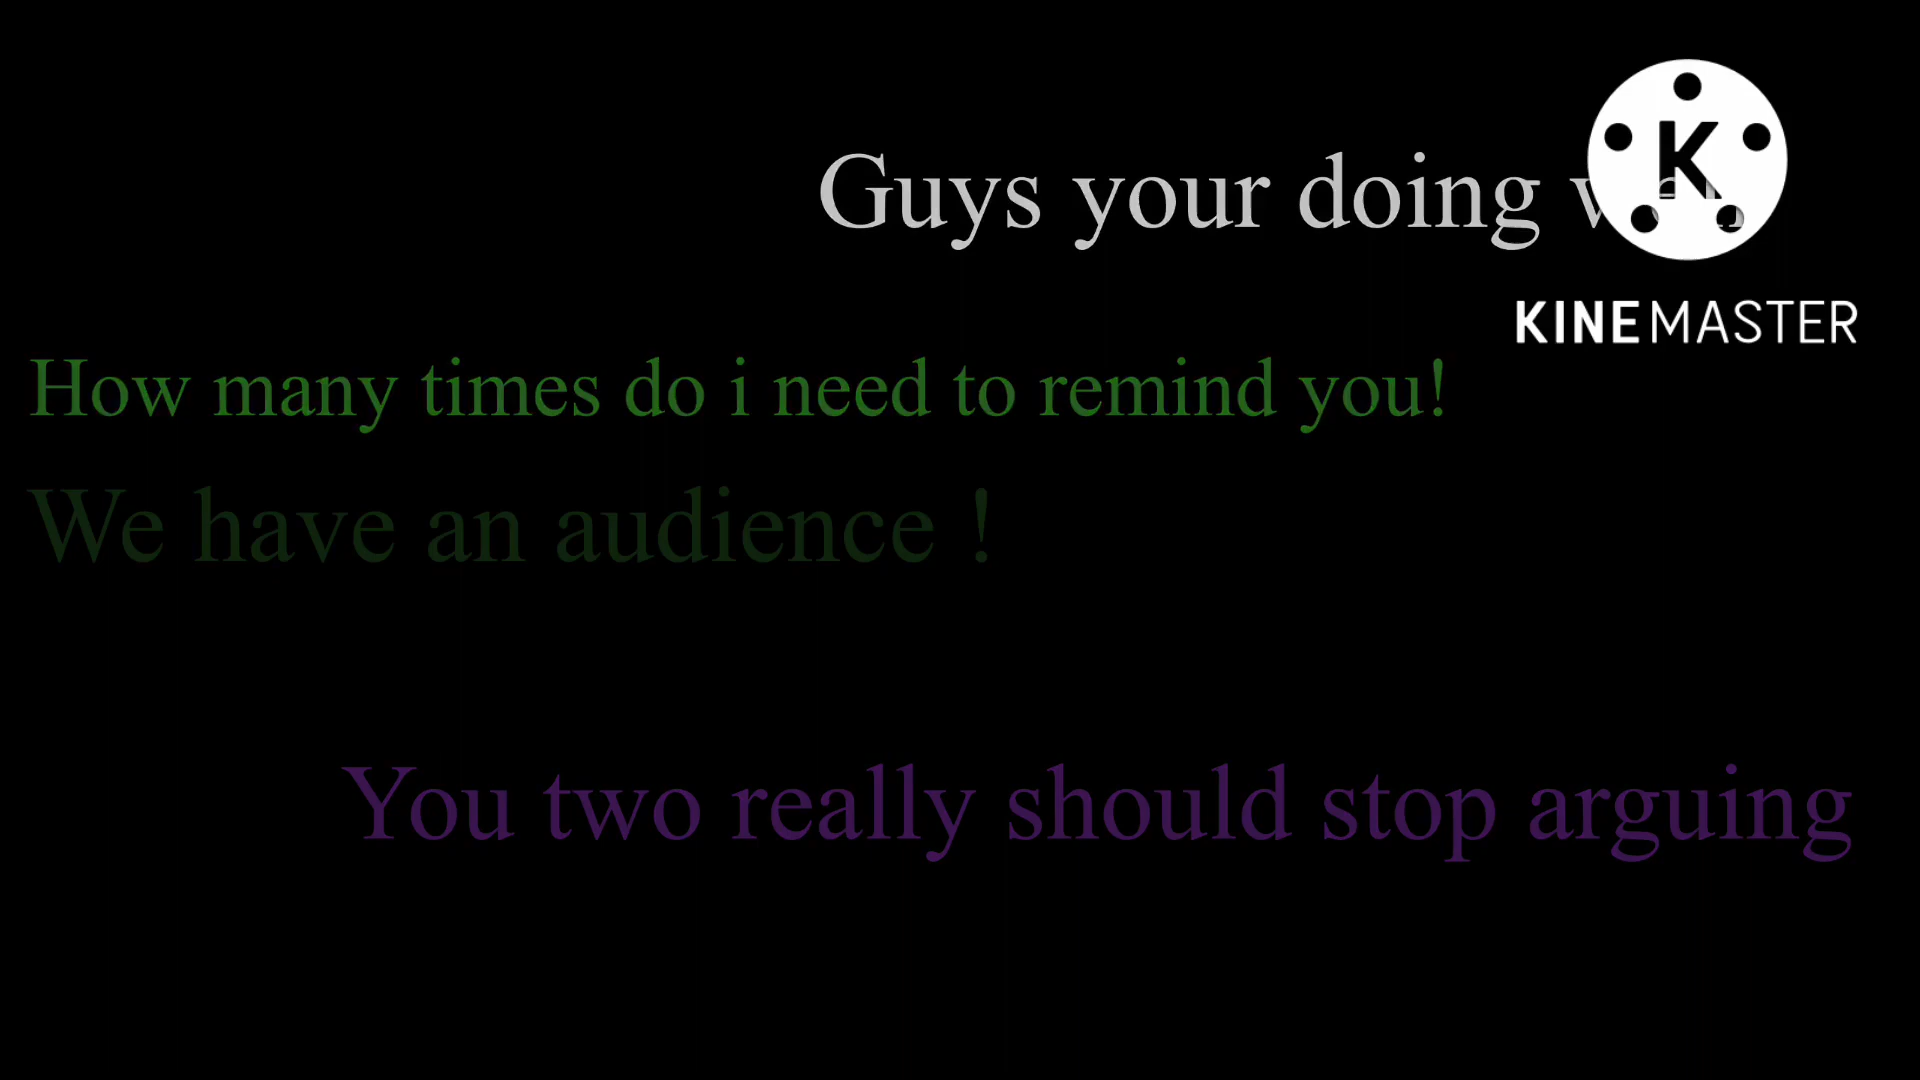 Guys your doing
K
KINEMASTER
How many times do i need to remind you!
We have an audience !
You two really should stop arguing